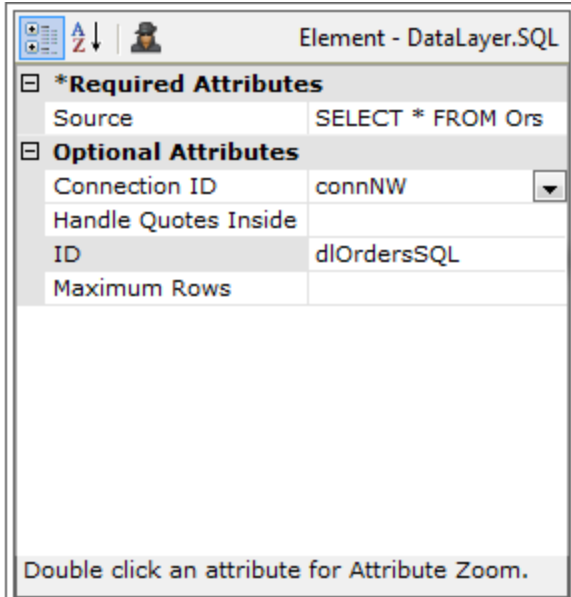 Element - DataLayer.SQL
*Required Attributes
Source SELECT * FROM Ors
Optional Attributes
Connection ID connNW
Handle Quotes Inside
ID dlOrdersSQL
Maximum Rows
Double click an attribute for Attribute Zoom.